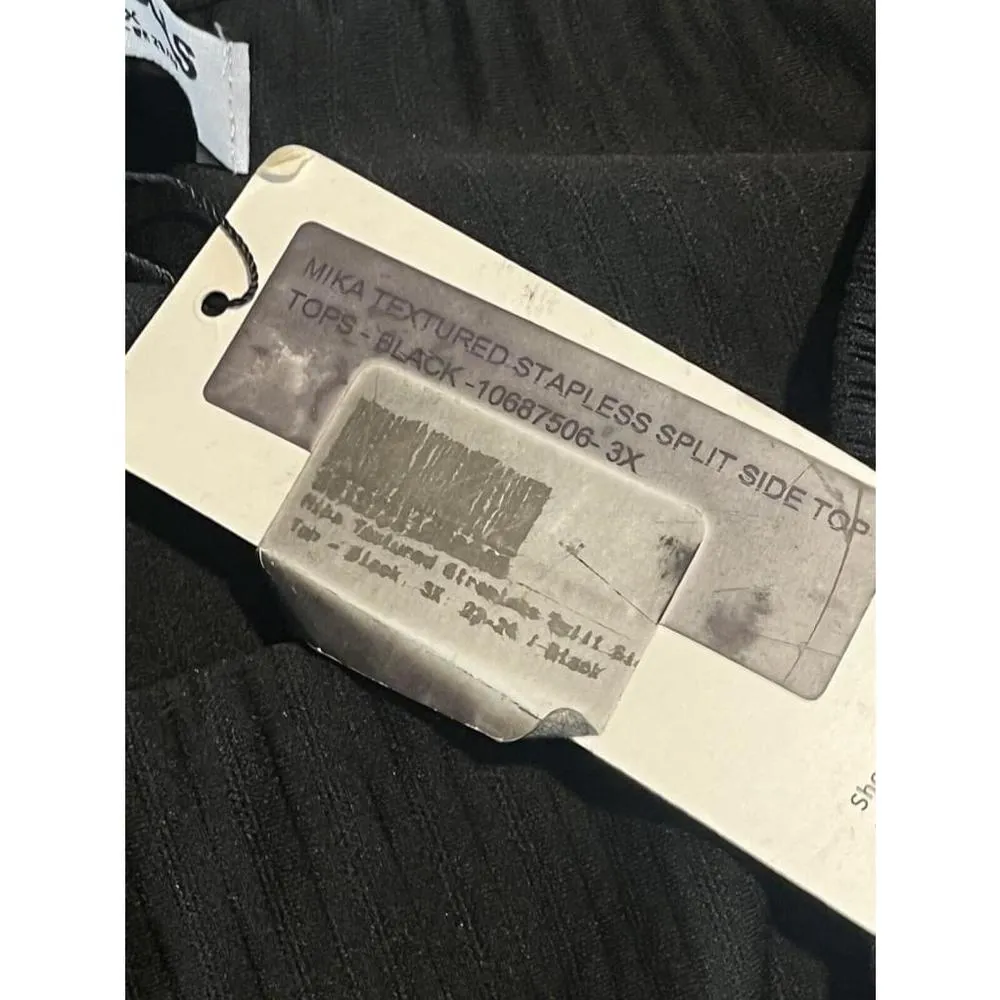 MIKA TEXTURED STAPLESS SPLIT SIDE TOP
TOPS - BLACK -10687506- 3X
Mika Textured Strapless Split Si
Top - Black, 3X
Black
Sh